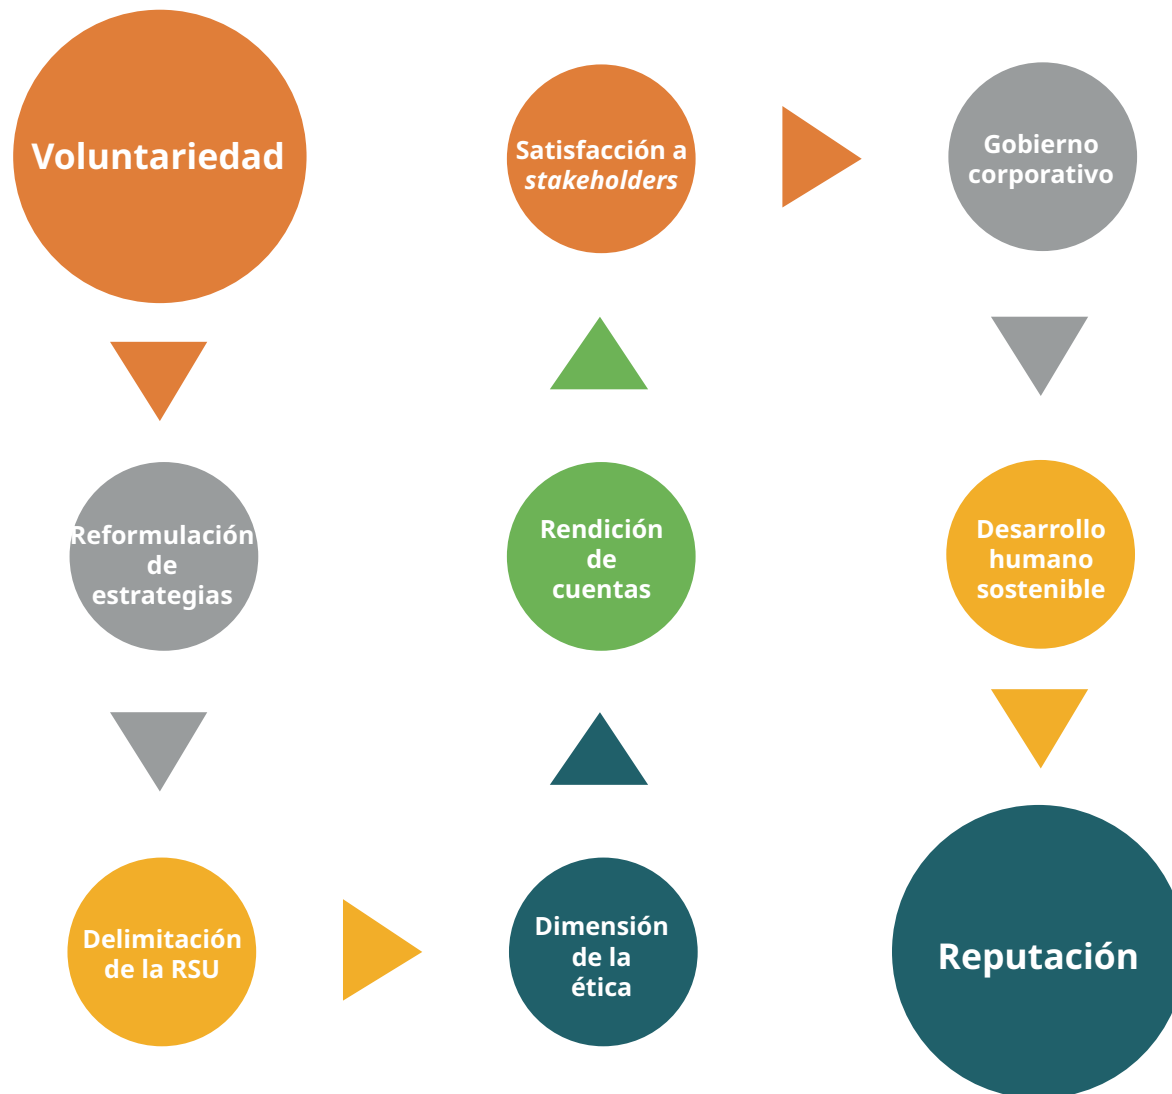 Voluntariedad
Reformulación
de
estrategias
Delimitación
de la RSU
Dimensión
de la
ética
Rendición
de
cuentas
Satisfacción a
stakeholders
Gobierno
corporativo
Desarrollo
humano
sostenible
Reputación